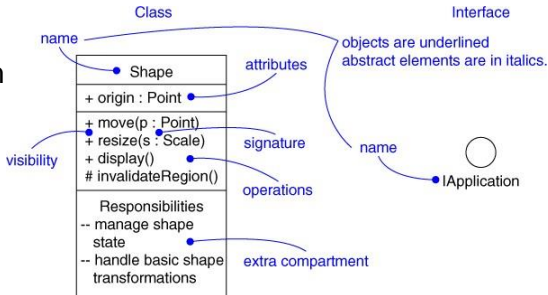 Class
Interface
name
objects are underlined
abstract elements are in italics.
Shape
attributes
+ origin : Point
+ move(p : Point)
+ resize(s : Scale)
+ display()
# invalidateRegion()
visibility
signature
operations
name
IApplication
Responsibilities
-- manage shape
state
-- handle basic shape
transformations
extra compartment